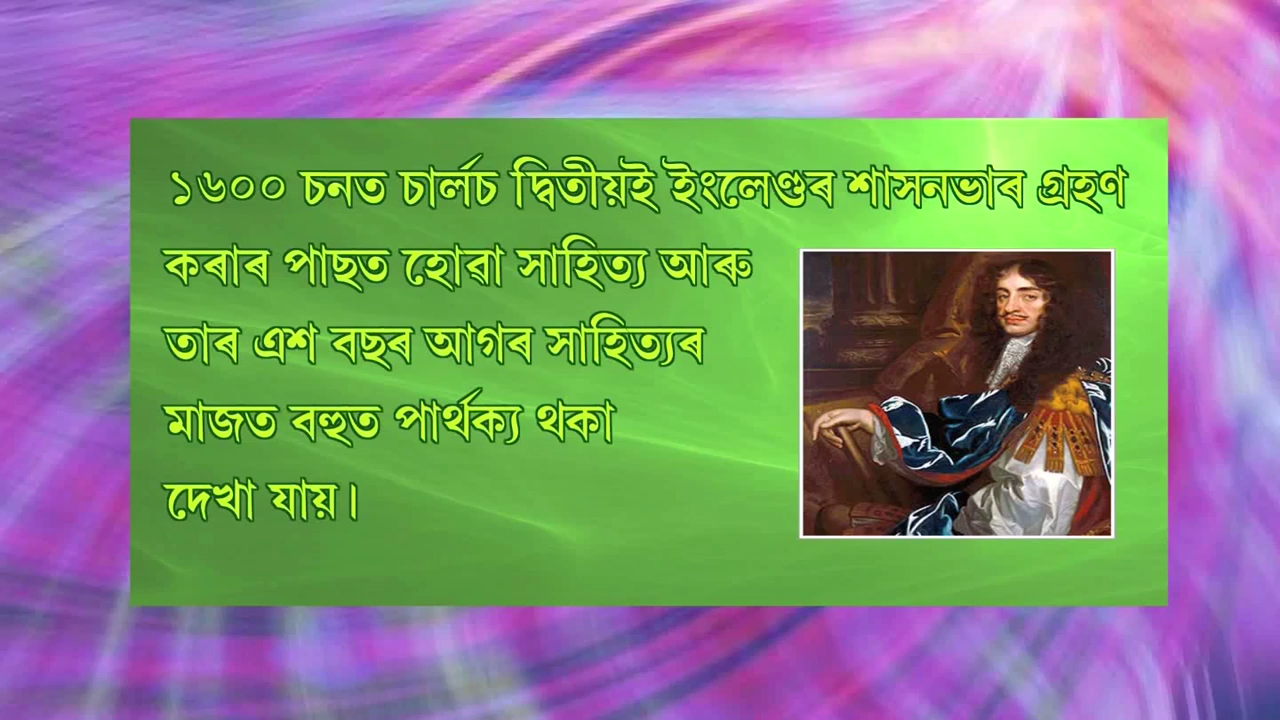 ১৬০০ চনত চাৰ্লচ দ্বিতীয়ই ইংলেণ্ডৰ শাসনভাৰ গ্ৰহণ
কৰাৰ পাছত হোৱা সাহিত্য আৰু
তাৰ এশ বছৰ আগৰ সাহিত্যৰ
মাজত বহুত পাৰ্থক্য থকা
দেখা যায়।